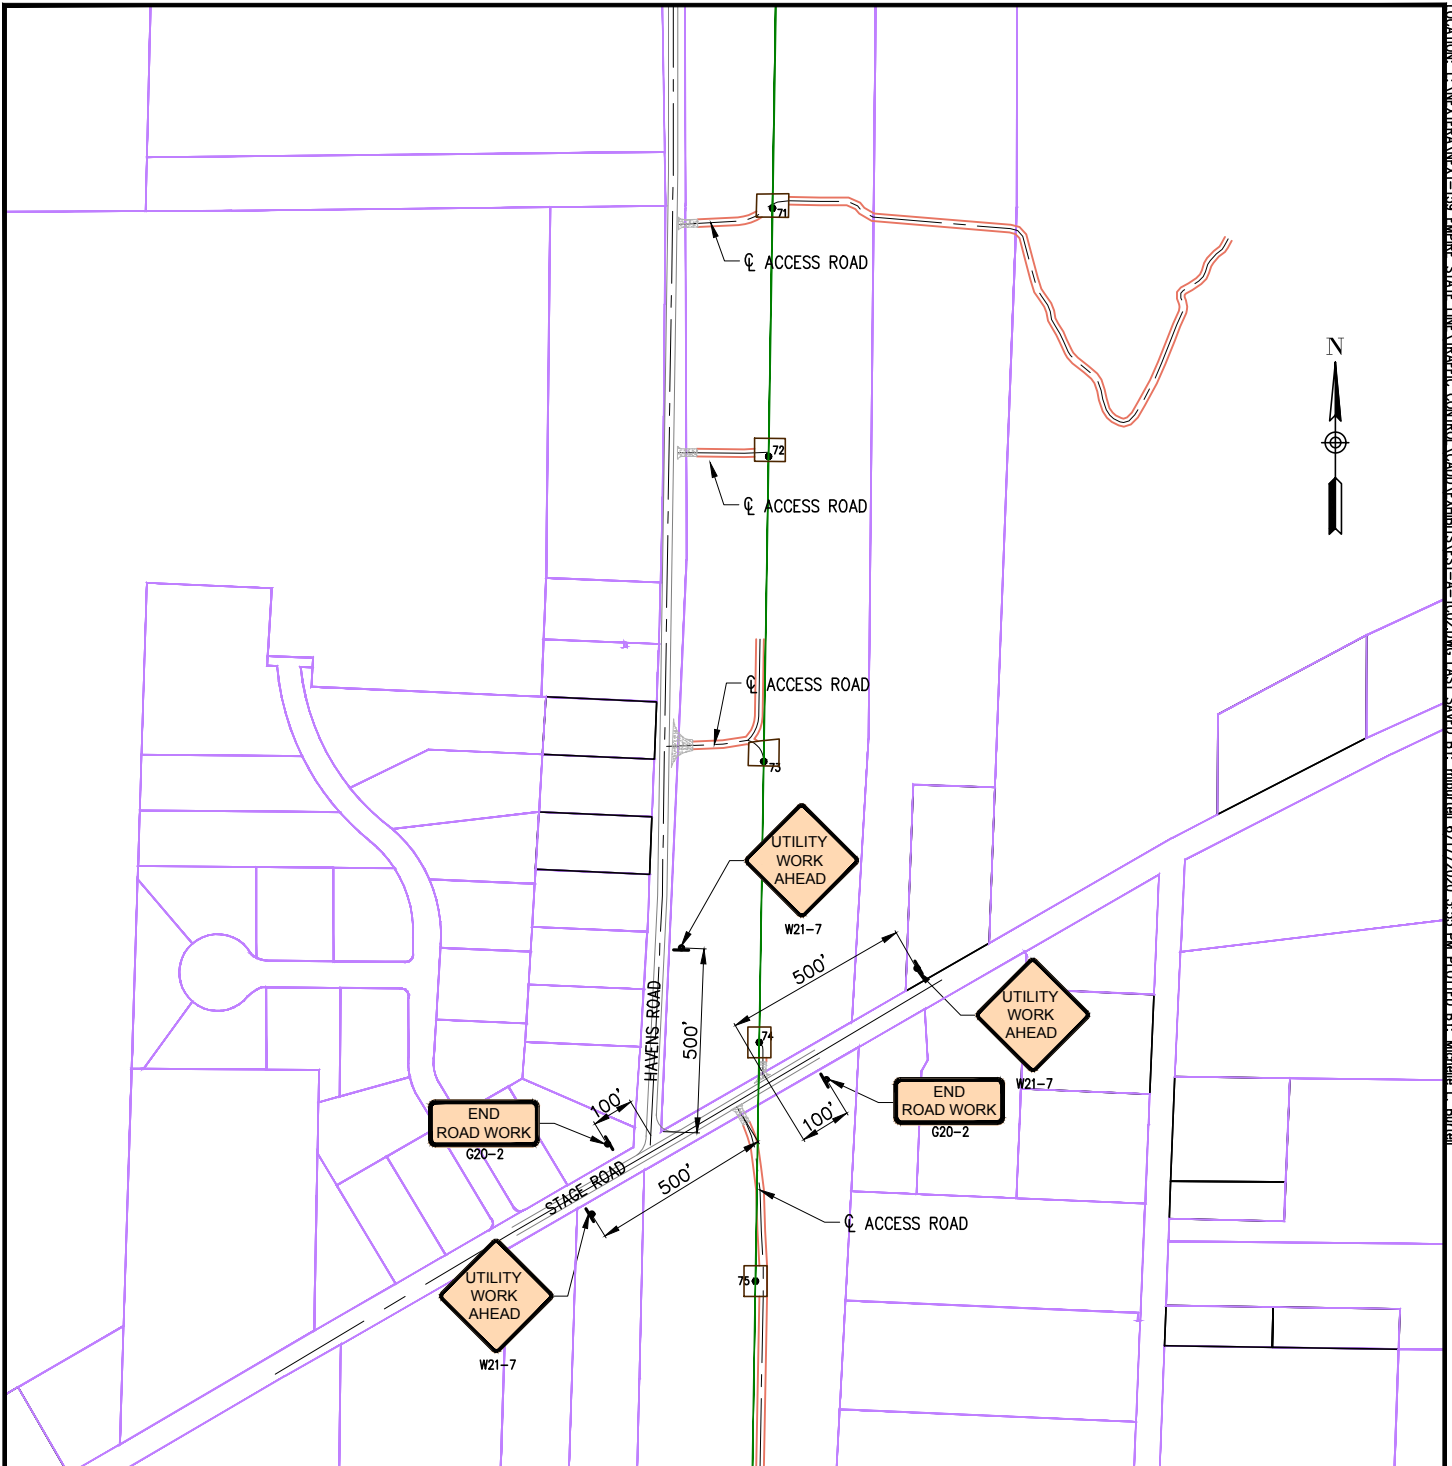 71
℄ ACCESS ROAD
N
72
℄ ACCESS ROAD
℄ ACCESS ROAD
73
UTILITY
WORK
AHEAD
W21-7
500'
HAVENS ROAD
500'
UTILITY
WORK
AHEAD
W21-7
74
END
ROAD WORK
G20-2
100'
100'
END
ROAD WORK
G20-2
STAGE ROAD
500'
℄ ACCESS ROAD
75
UTILITY
WORK
AHEAD
W21-7